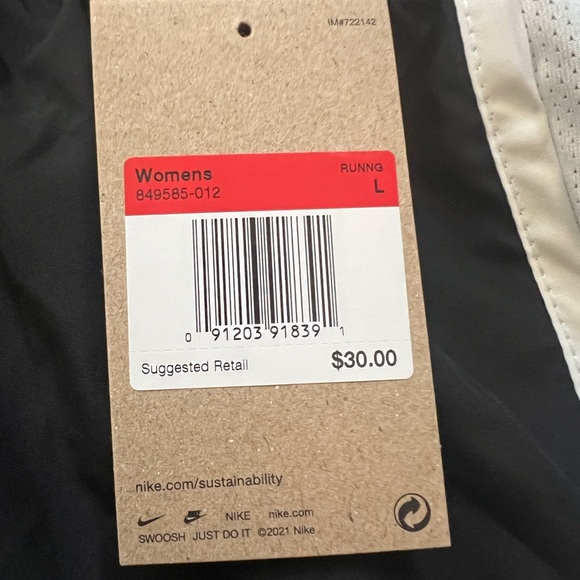 IM#722142
Womens RUNNG
849585-012 L
0 91203 91839 1
Suggested Retail $30.00
nike.com/sustainability
NIKE nike.com
SWOOSH JUST DO IT ©2021 Nike